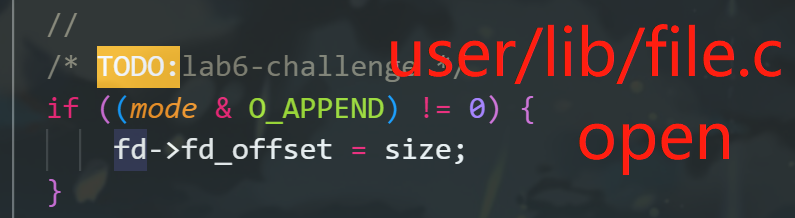 //
/* TODO:lab6-challenge */
user/lib/file.c
if ((mode & O_APPEND) != 0) {
open
fd->fd_offset = size;
}